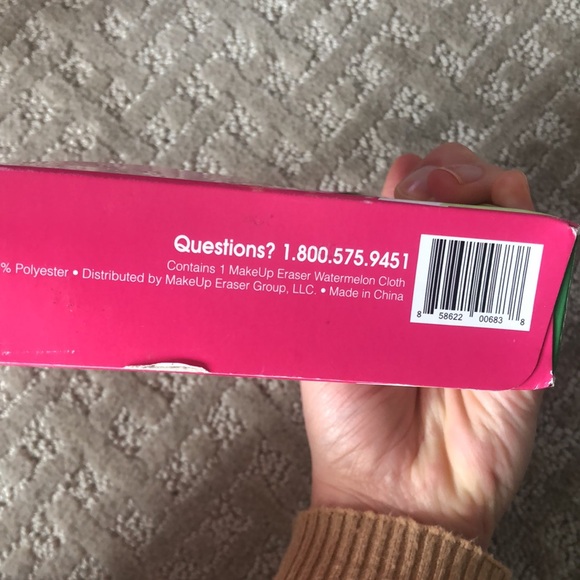 Questions? 1.800.575.9451
Contains 1 MakeUp Eraser Watermelon Cloth
% Polyester • Distributed by MakeUp Eraser Group, LLC. • Made in China
8 58622 00683 8